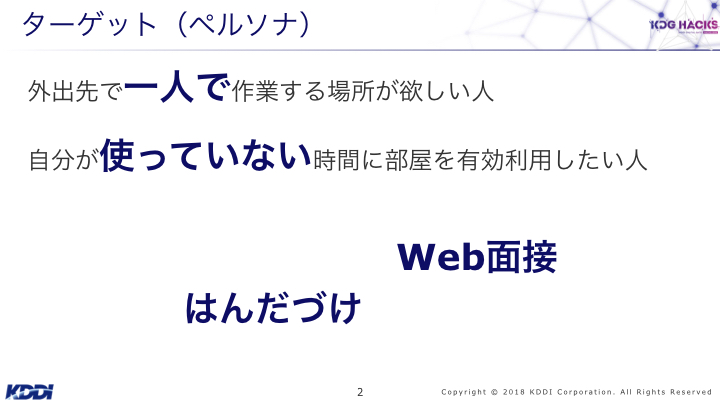 ターゲット（ペルソナ）
KDG HACKS
外出先で一人で作業する場所が欲しい人
自分が使っていない時間に部屋を有効利用したい人
Web面接
はんだづけ
KDDI
2
Copyright © 2018 KDDI Corporation. All Rights Reserved